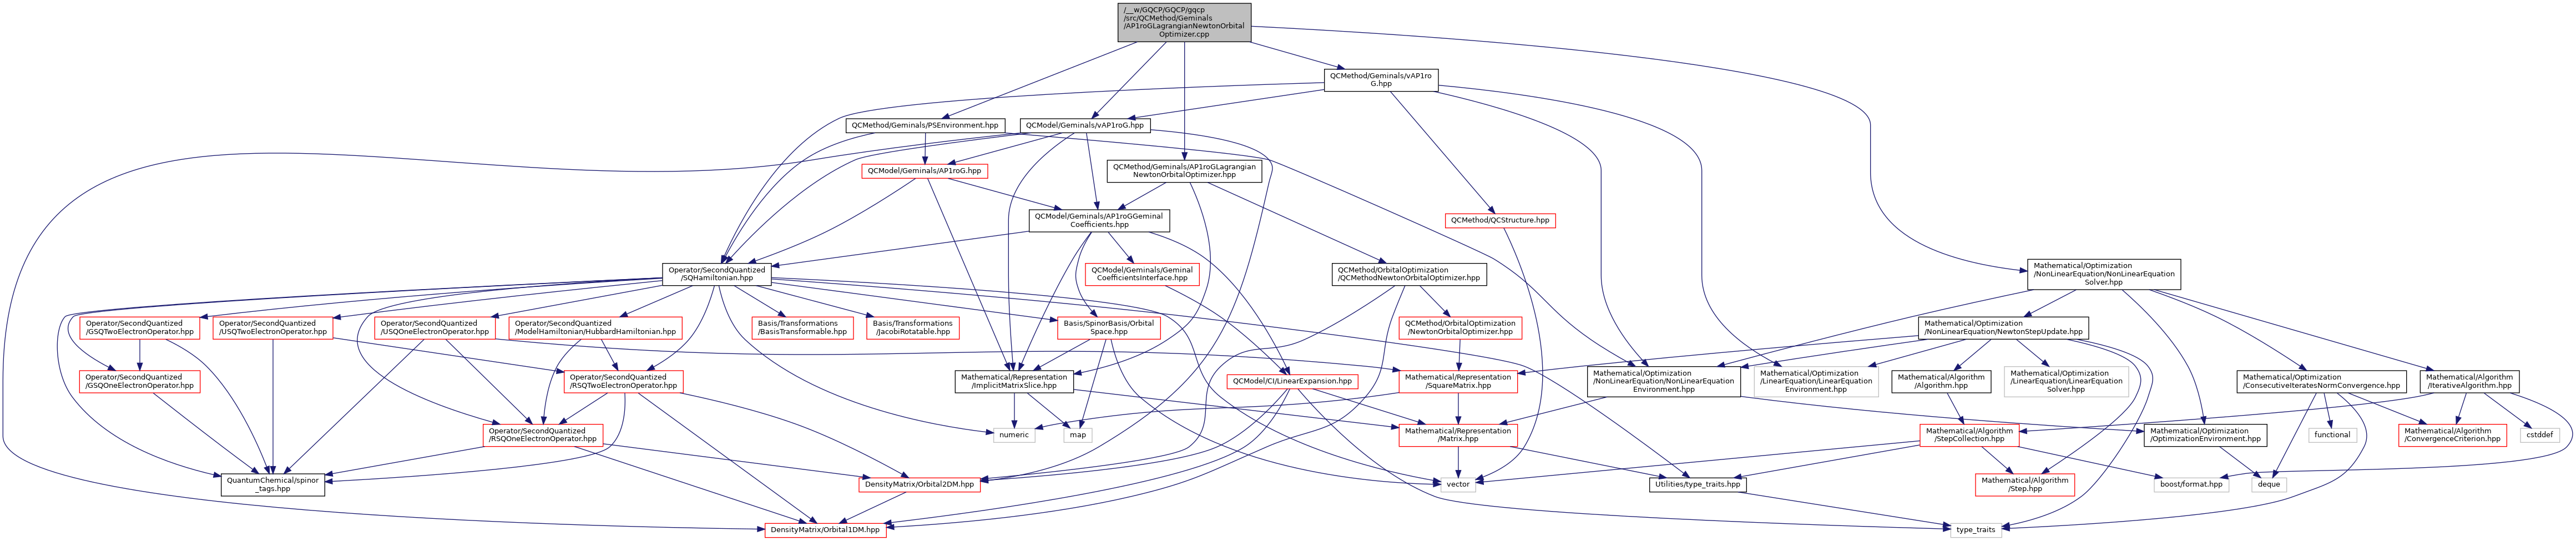 /__w/GQCP/GQCP/gqcp
/src/QCMethod/Geminals
/AP1roGLagrangianNewtonOrbital
Optimizer.cpp
QCMethod/Geminals/vAP1ro
G.hpp
QCMethod/Geminals/PSEnvironment.hpp
QCModel/Geminals/vAP1roG.hpp
QCModel/Geminals/AP1roG.hpp
QCMethod/Geminals/AP1roGLagrangian
NewtonOrbitalOptimizer.hpp
QCModel/Geminals/AP1roGGeminal
Coefficients.hpp
QCMethod/QCStructure.hpp
Operator/SecondQuantized
/SQHamiltonian.hpp
QCModel/Geminals/Geminal
CoefficientsInterface.hpp
QCMethod/OrbitalOptimization
/QCMethodNewtonOrbitalOptimizer.hpp
Mathematical/Optimization
/NonLinearEquation/NonLinearEquation
Solver.hpp
Operator/SecondQuantized
/GSQTwoElectronOperator.hpp
Operator/SecondQuantized
/USQTwoElectronOperator.hpp
Operator/SecondQuantized
/USQOneElectronOperator.hpp
Operator/SecondQuantized
/ModelHamiltonian/HubbardHamiltonian.hpp
Basis/Transformations
/BasisTransformable.hpp
Basis/Transformations
/JacobiRotatable.hpp
Basis/SpinorBasis/Orbital
Space.hpp
QCMethod/OrbitalOptimization
/NewtonOrbitalOptimizer.hpp
Mathematical/Optimization
/NonLinearEquation/NewtonStepUpdate.hpp
Operator/SecondQuantized
/GSQOneElectronOperator.hpp
Operator/SecondQuantized
/RSQTwoElectronOperator.hpp
Mathematical/Representation
/ImplicitMatrixSlice.hpp
QCModel/CI/LinearExpansion.hpp
Mathematical/Representation
/SquareMatrix.hpp
Mathematical/Optimization
/NonLinearEquation/NonLinearEquation
Environment.hpp
Mathematical/Optimization
/LinearEquation/LinearEquation
Environment.hpp
Mathematical/Algorithm
/Algorithm.hpp
Mathematical/Optimization
/LinearEquation/LinearEquation
Solver.hpp
Mathematical/Optimization
/ConsecutiveIteratesNormConvergence.hpp
Mathematical/Algorithm
/IterativeAlgorithm.hpp
Operator/SecondQuantized
/RSQOneElectronOperator.hpp
numeric
map
Mathematical/Representation
/Matrix.hpp
Mathematical/Algorithm
/StepCollection.hpp
Mathematical/Optimization
/OptimizationEnvironment.hpp
functional
Mathematical/Algorithm
/ConvergenceCriterion.hpp
cstddef
QuantumChemical/spinor
_tags.hpp
DensityMatrix/Orbital2DM.hpp
vector
Utilities/type_traits.hpp
Mathematical/Algorithm
/Step.hpp
boost/format.hpp
deque
DensityMatrix/Orbital1DM.hpp
type_traits